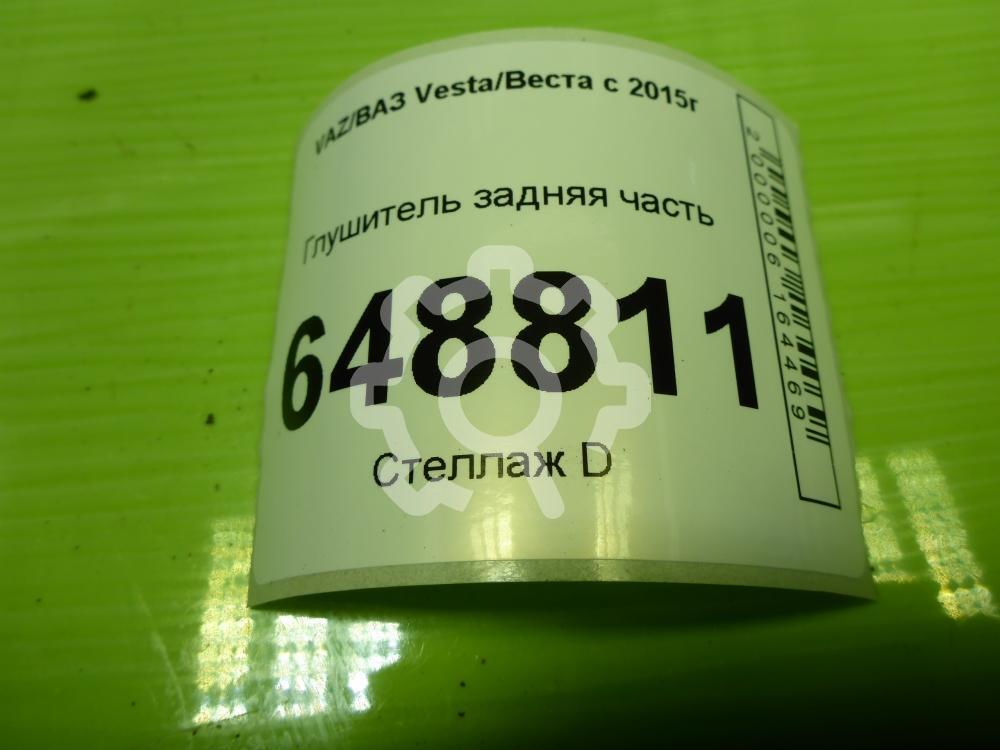 VAZ/ВАЗ Vesta/Веста с 2015г
Глушитель задняя часть
648811
Стеллаж D
2000006164469